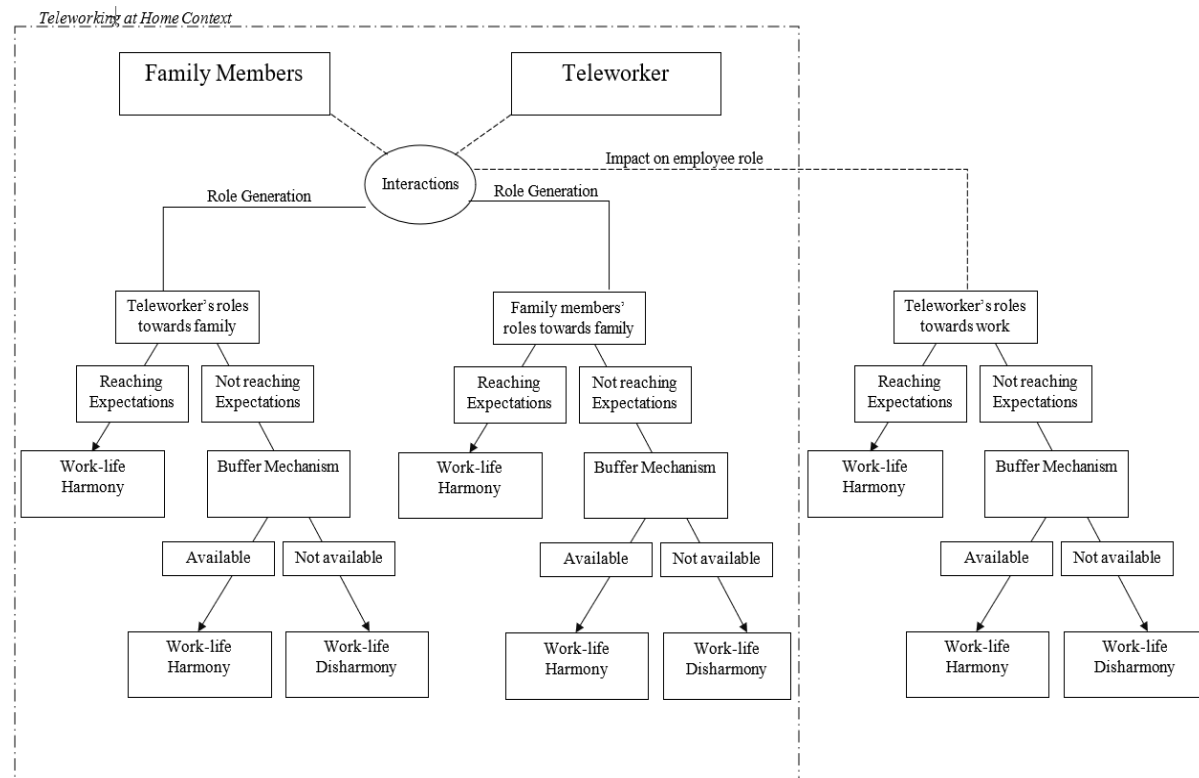 Teleworking at Home Context
Family Members
Teleworker
Interactions
Impact on employee role
Role Generation
Role Generation
Teleworker’s roles
towards family
Family members’
roles towards family
Teleworker’s roles
towards work
Reaching
Expectations
Not reaching
Expectations
Reaching
Expectations
Not reaching
Expectations
Reaching
Expectations
Not reaching
Expectations
Work-life
Harmony
Buffer Mechanism
Work-life
Harmony
Buffer Mechanism
Work-life
Harmony
Buffer Mechanism
Available
Not available
Available
Not available
Available
Not available
Work-life
Harmony
Work-life
Disharmony
Work-life
Harmony
Work-life
Disharmony
Work-life
Harmony
Work-life
Disharmony